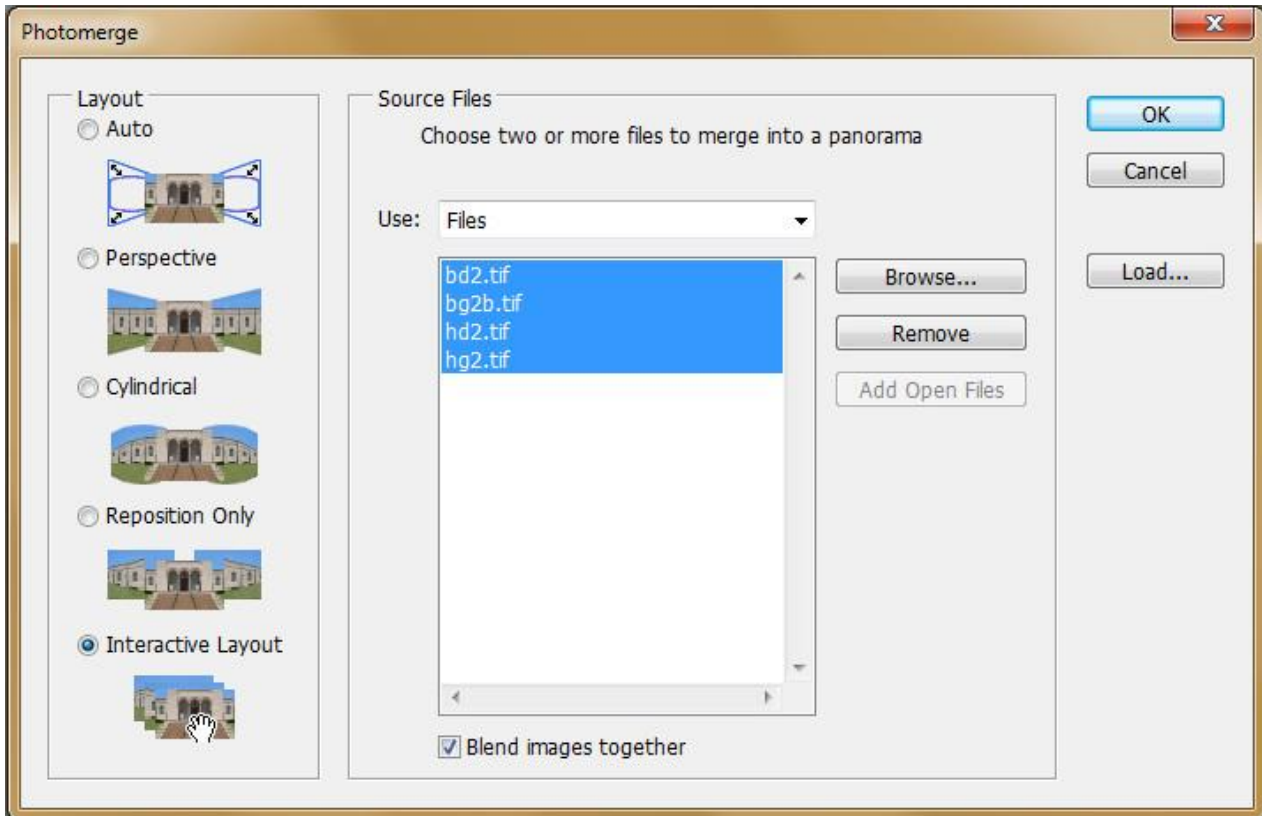 Photomerge
Layout
Auto
Perspective
Cylindrical
Reposition Only
Interactive Layout
Source Files
Choose two or more files to merge into a panorama
Use: Files
bd2.tif
bg2b.tif
hd2.tif
hg2.tif
Browse...
Remove
Add Open Files
Blend images together
OK
Cancel
Load...